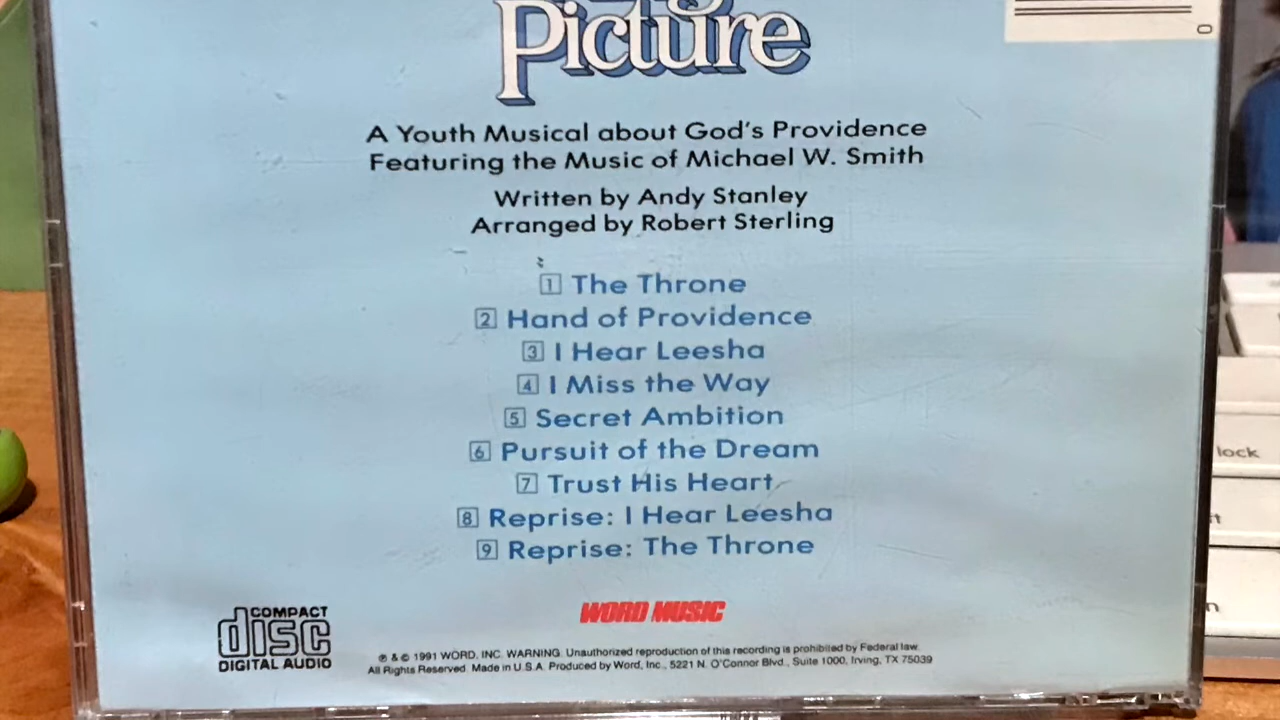 Picture
A Youth Musical about God's Providence
Featuring the Music of Michael W. Smith
Written by Andy Stanley
Arranged by Robert Sterling
1 The Throne
2 Hand of Providence
3 I Hear Leesha
4 I Miss the Way
5 Secret Ambition
6 Pursuit of the Dream
7 Trust His Heart
8 Reprise: I Hear Leesha
9 Reprise: The Throne
WORD MUSIC
COMPACT
disc
DIGITAL AUDIO
℗ & © 1991 WORD, INC. WARNING. Unauthorized reproduction of this recording is prohibited by Federal law.
All Rights Reserved. Made in U.S.A. Produced by Word, Inc., 5221 N. O'Connor Blvd., Suite 1000, Irving, TX 75039
0
lock